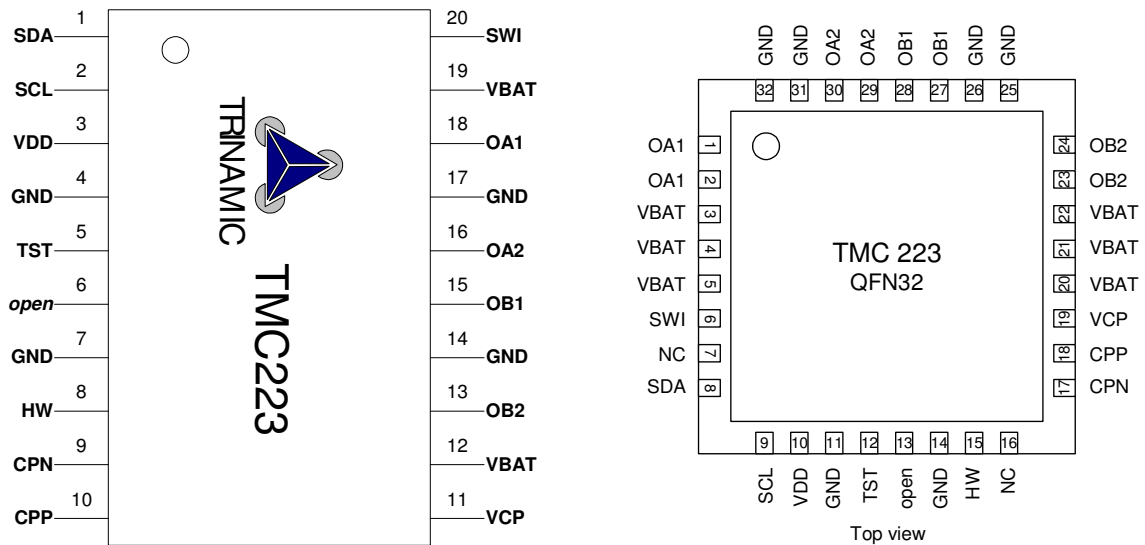 1
SDA
2
SCL
3
VDD
4
GND
5
TST
6
open
7
GND
8
HW
9
CPN
10
CPP
TRINAMIC
TMC223
20
SWI
19
VBAT
18
OA1
17
GND
16
OA2
15
OB1
14
GND
13
OB2
12
VBAT
11
VCP
GND GND OA2 OA2 OB1 OB1 GND GND
32 31 30 29 28 27 26 25
OA1 1
OA1 2
VBAT 3
VBAT 4
VBAT 5
SWI 6
NC 7
SDA 8
TMC 223
QFN32
24 OB2
23 OB2
22 VBAT
21 VBAT
20 VBAT
19 VCP
18 CPP
17 CPN
9 10 11 12 13 14 15 16
SCL VDD GND TST open GND HW NC
Top view